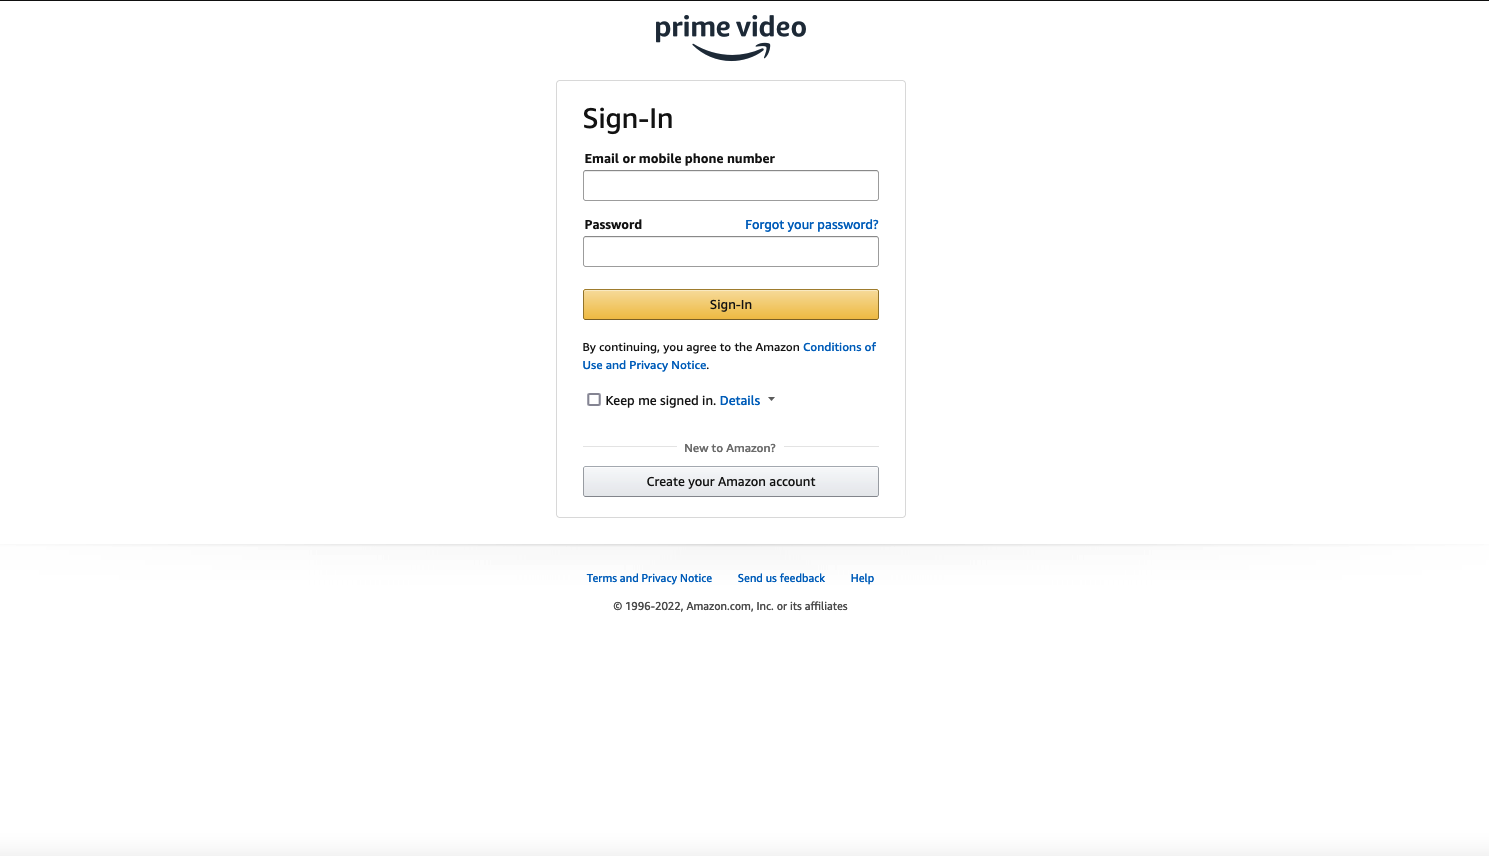 prime video
Sign-In
Email or mobile phone number
Password Forgot your password?
Sign-In
By continuing, you agree to the Amazon Conditions of
Use and Privacy Notice.
Keep me signed in. Details
New to Amazon?
Create your Amazon account
Terms and Privacy Notice Send us feedback Help
© 1996-2022, Amazon.com, Inc. or its affiliates